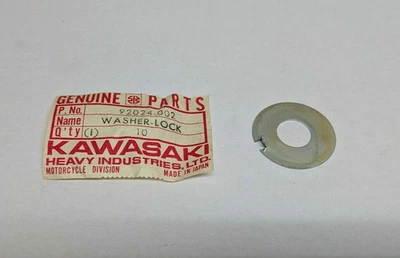 GENUINE PARTS
P. No. 92024-002
Name WASHER-LOCK
Q'ty (1) 10
KAWASAKI
HEAVY INDUSTRIES, LTD.
MOTORCYCLE DIVISION MADE IN JAPAN